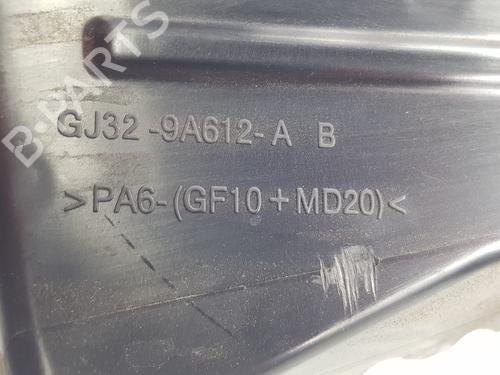 B-PARTS
GJ32-9A612-A B
>PA6-(GF10+MD20)<